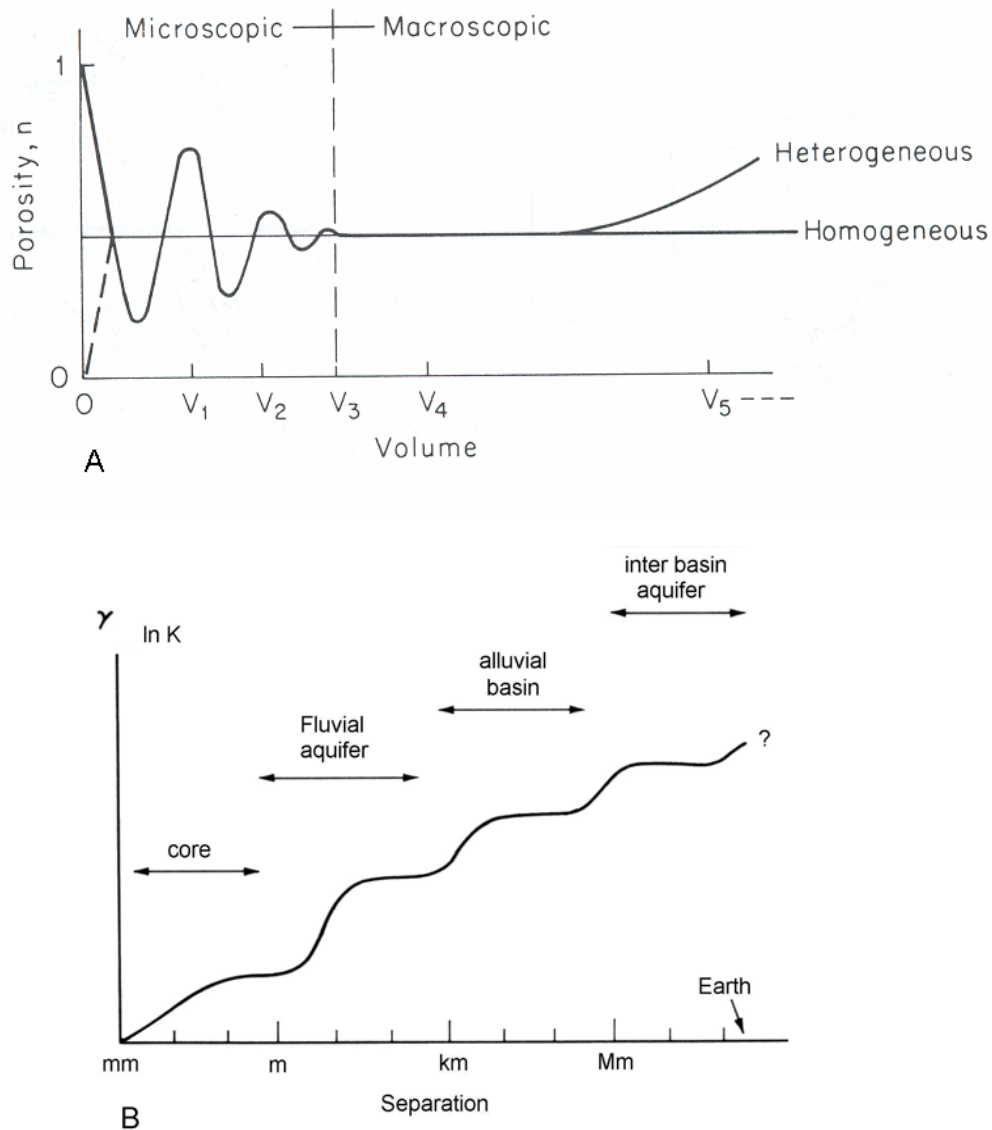 Microscopic Macroscopic
1
Porosity, n
Heterogeneous
Homogeneous
0
0 V₁ V₂ V₃ V₄ V₅ ----
Volume
A
inter basin
aquifer
γ
ln K
alluvial
basin
Fluvial
aquifer
?
core
Earth
mm m km Mm
Separation
B